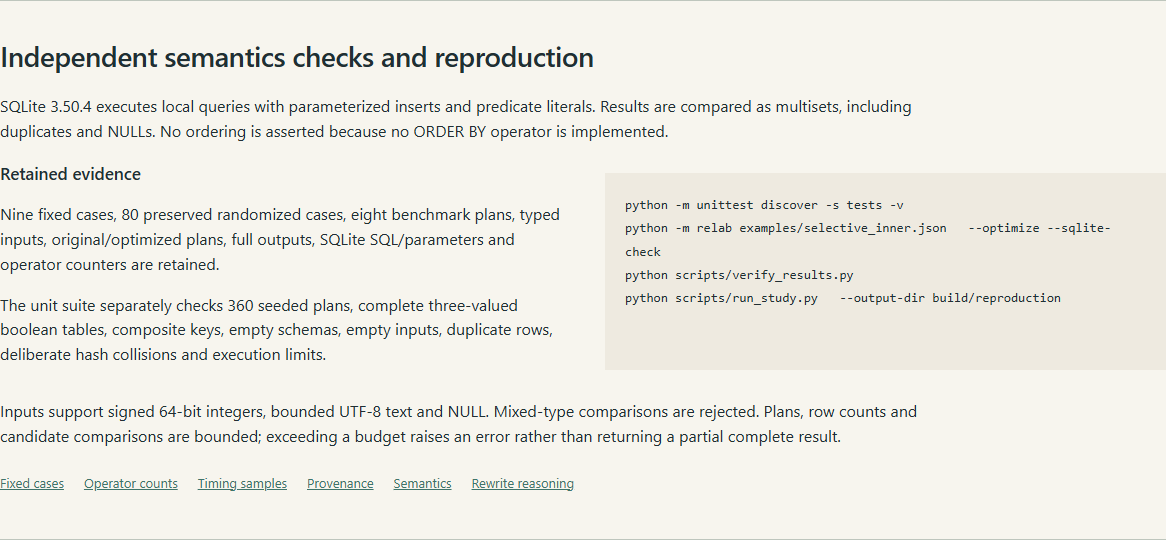 Independent semantics checks and reproduction
SQLite 3.50.4 executes local queries with parameterized inserts and predicate literals. Results are compared as multisets, including
duplicates and NULLs. No ordering is asserted because no ORDER BY operator is implemented.
Retained evidence
Nine fixed cases, 80 preserved randomized cases, eight benchmark plans, typed
inputs, original/optimized plans, full outputs, SQLite SQL/parameters and
operator counters are retained.
The unit suite separately checks 360 seeded plans, complete three-valued
boolean tables, composite keys, empty schemas, empty inputs, duplicate rows,
deliberate hash collisions and execution limits.
python -m unittest discover -s tests -v
python -m relab examples/selective_inner.json   --optimize --sqlite-
check
python scripts/verify_results.py
python scripts/run_study.py   --output-dir build/reproduction
Inputs support signed 64-bit integers, bounded UTF-8 text and NULL. Mixed-type comparisons are rejected. Plans, row counts and
candidate comparisons are bounded; exceeding a budget raises an error rather than returning a partial complete result.
Fixed cases Operator counts Timing samples Provenance Semantics Rewrite reasoning